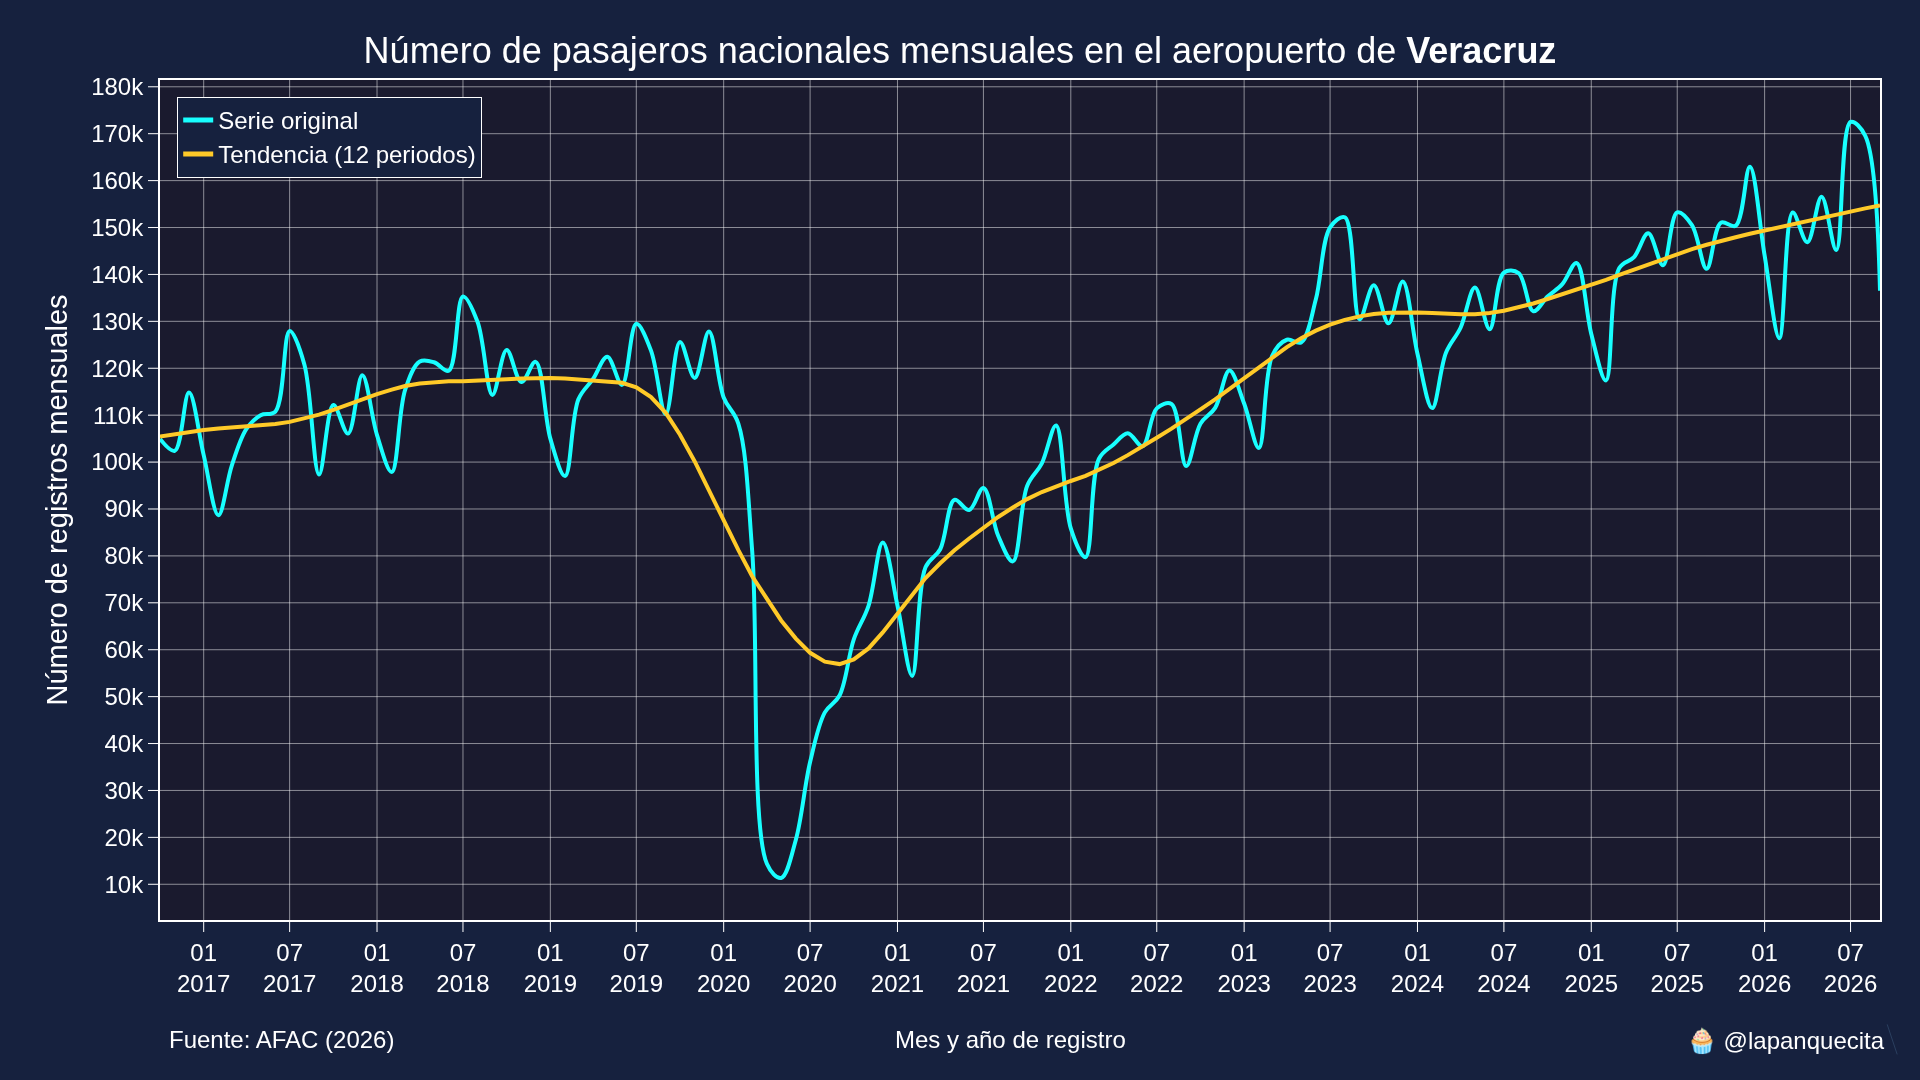 Número de pasajeros nacionales mensuales en el aeropuerto de Veracruz
Serie original
Tendencia (12 periodos)
Número de registros mensuales
180k
170k
160k
150k
140k
130k
120k
110k
100k
90k
80k
70k
60k
50k
40k
30k
20k
10k
01 07 01 07 01 07 01 07 01 07 01 07 01 07 01 07 01 07 01 07
2017 2017 2018 2018 2019 2019 2020 2020 2021 2021 2022 2022 2023 2023 2024 2024 2025 2025 2026 2026
Fuente: AFAC (2026)
Mes y año de registro
🧁 @lapanquecita